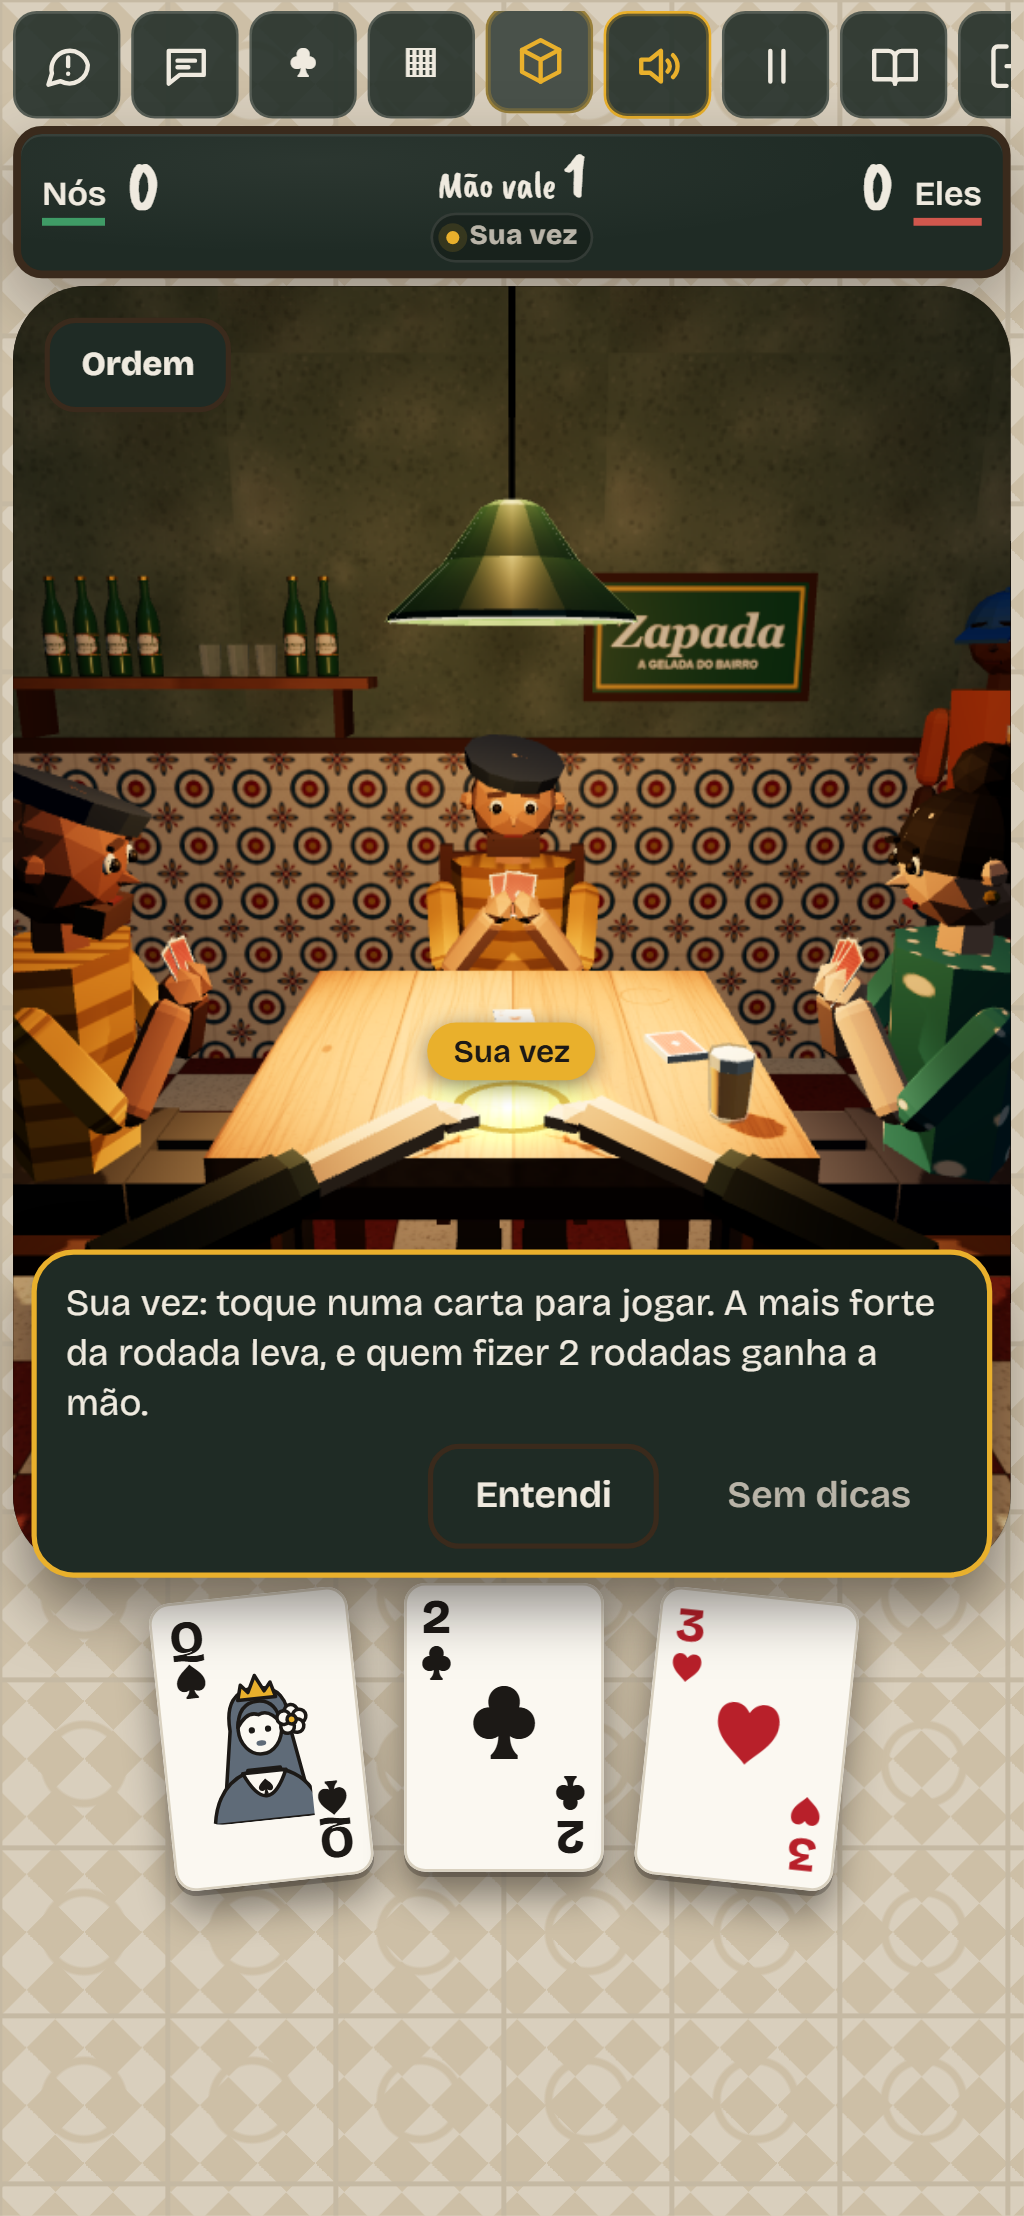 Nós 0
Mão vale 1
0 Eles
Sua vez
Ordem
Zapada
A GELADA DO BAIRRO
Sua vez
Sua vez: toque numa carta para jogar. A mais forte
da rodada leva, e quem fizer 2 rodadas ganha a
mão.
Entendi
Sem dicas
Q
Q
2
2
3
3